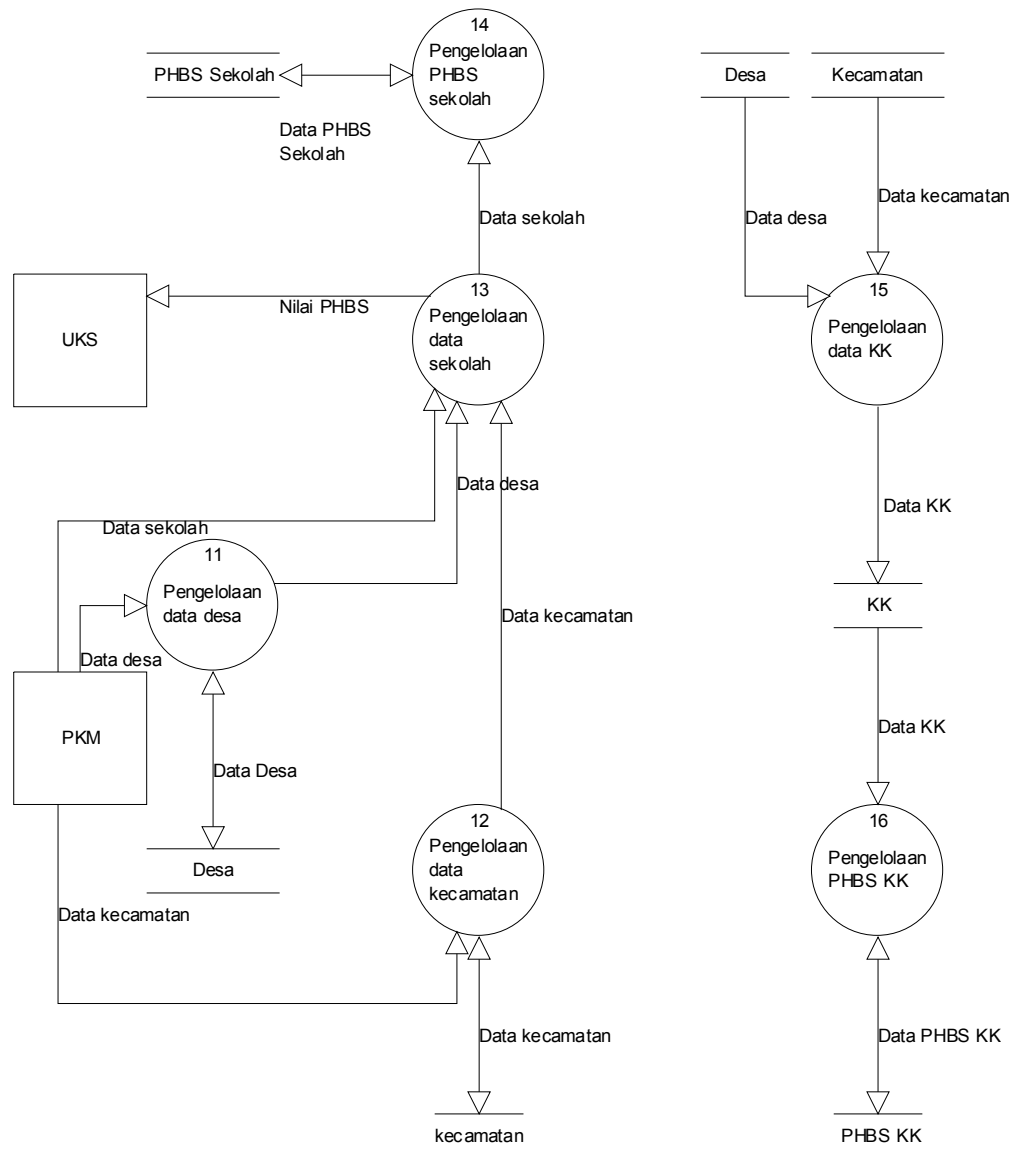 14
Pengelolaan
PHBS
sekolah
PHBS Sekolah
Data PHBS
Sekolah
Data sekolah
13
Pengelolaan
data
sekolah
Nilai PHBS
UKS
Data desa
Data sekolah
11
Pengelolaan
data desa
Data kecamatan
Data desa
PKM
Data Desa
Desa
12
Pengelolaan
data
kecamatan
Data kecamatan
Data kecamatan
kecamatan
Desa
Kecamatan
Data kecamatan
Data desa
15
Pengelolaan
data KK
Data KK
KK
Data KK
16
Pengelolaan
PHBS KK
Data PHBS KK
PHBS KK